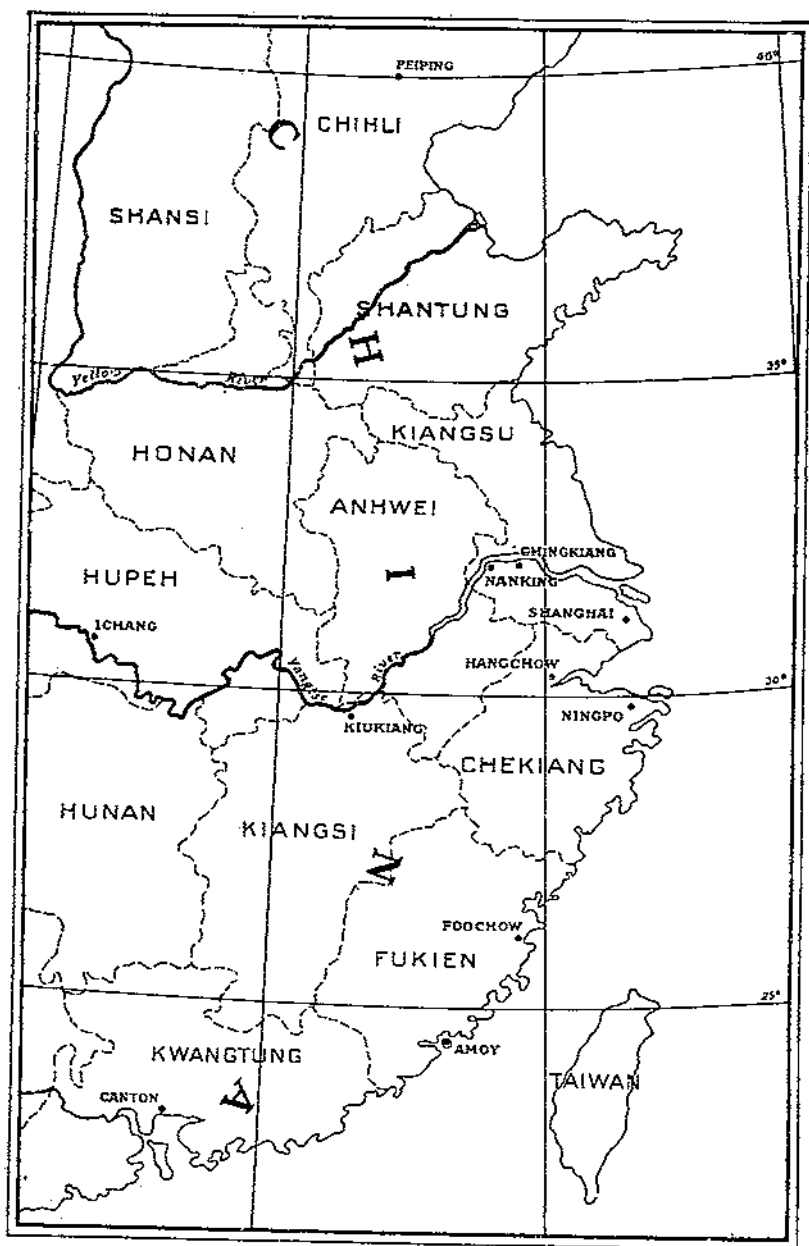 40°
PEIPING
CHIHLI
C
SHANSI
SHANTUNG
H
35°
Yellow River
KIANGSU
HONAN
ANHWEI
CHINGKIANG
I
NANKING
HUPEH
SHANGHAI
ICHANG
HANGCHOW
Yangtse River
30°
NINGPO
KIUKIANG
CHEKIANG
HUNAN
KIANGSI
N
FOOCHOW
FUKIEN
25°
AMOY
KWANGTUNG
TAIWAN
CANTON
A